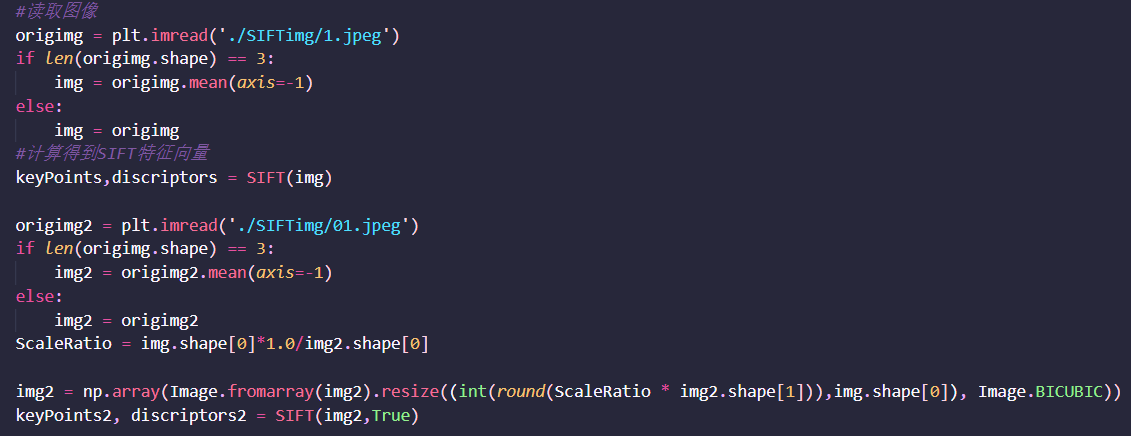 #读取图像
origimg = plt.imread('./SIFTimg/1.jpeg')
if len(origimg.shape) == 3:
    img = origimg.mean(axis=-1)
else:
    img = origimg
#计算得到SIFT特征向量
keyPoints,discriptors = SIFT(img)

origimg2 = plt.imread('./SIFTimg/01.jpeg')
if len(origimg.shape) == 3:
    img2 = origimg2.mean(axis=-1)
else:
    img2 = origimg2
ScaleRatio = img.shape[0]*1.0/img2.shape[0]

img2 = np.array(Image.fromarray(img2).resize((int(round(ScaleRatio * img2.shape[1])),img.shape[0]), Image.BICUBIC))
keyPoints2, discriptors2 = SIFT(img2,True)